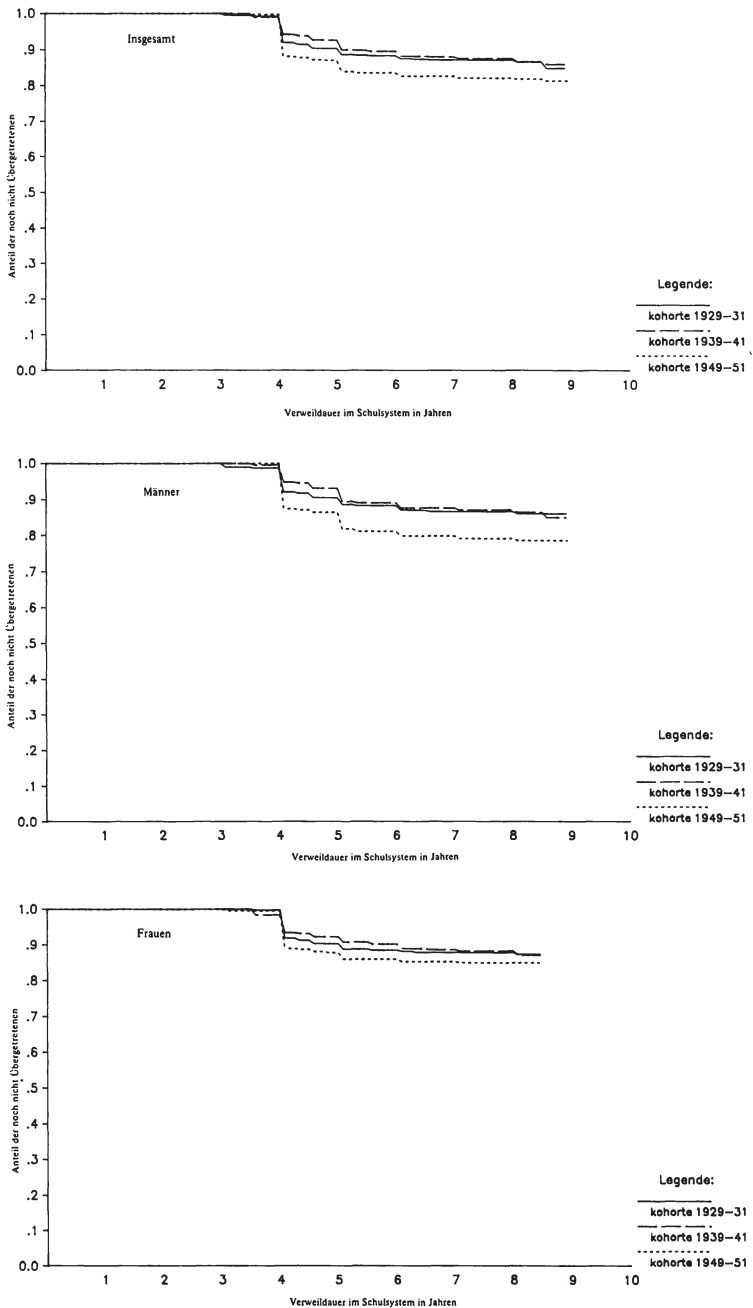 1.0
.9
.8
.7
.6
.5
.4
.3
.2
.1
0.0
Anteil der noch nicht Übergetretenen
Insgesamt
1 2 3 4 5 6 7 8 9 10
Verweildauer im Schulsystem in Jahren
Legende:
kohorte 1929—31
kohorte 1939—41
kohorte 1949—51
1.0
.9
.8
.7
.6
.5
.4
.3
.2
.1
0.0
Anteil der noch nicht Übergetretenen
Männer
1 2 3 4 5 6 7 8 9 10
Verweildauer im Schulsystem in Jahren
Legende:
kohorte 1929—31
kohorte 1939—41
kohorte 1949—51
1.0
.9
.8
.7
.6
.5
.4
.3
.2
.1
0.0
Anteil der noch nicht Übergetretenen
Frauen
1 2 3 4 5 6 7 8 9 10
Verweildauer im Schulsystem in Jahren
Legende:
kohorte 1929—31
kohorte 1939—41
kohorte 1949—51